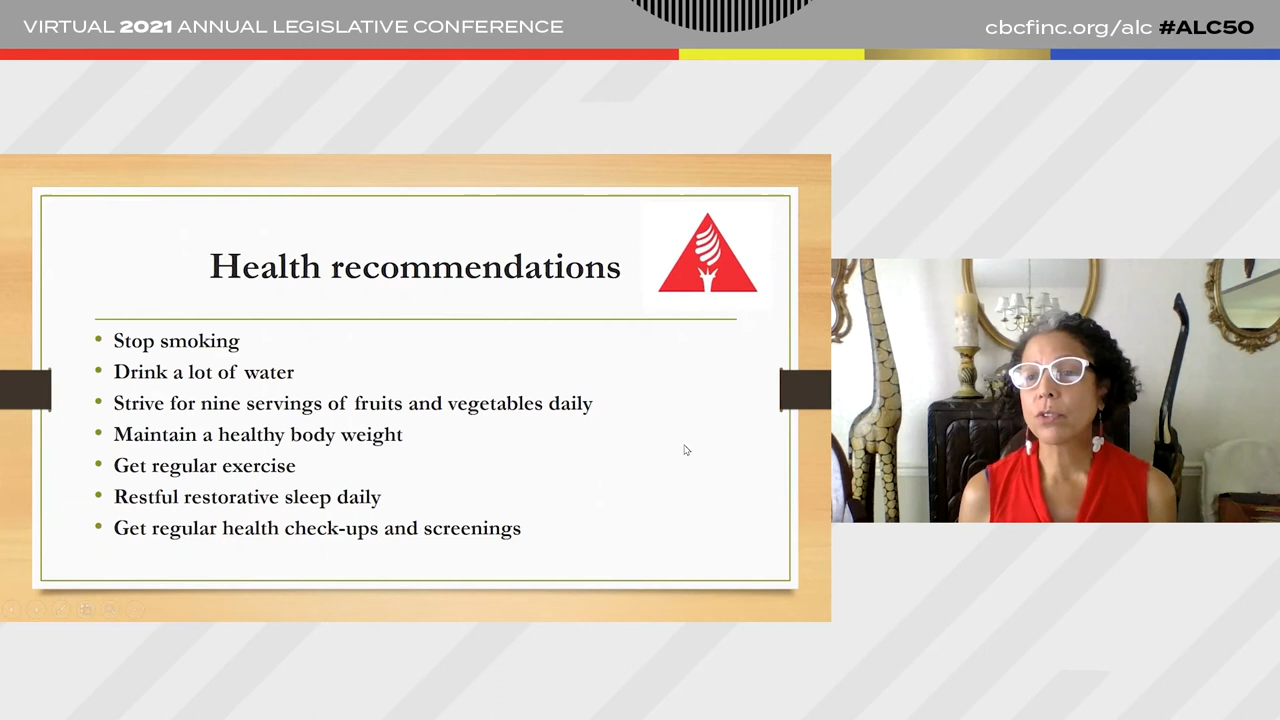 VIRTUAL 2021 ANNUAL LEGISLATIVE CONFERENCE
cbcfinc.org/alc #ALC50
Health recommendations
• Stop smoking
• Drink a lot of water
• Strive for nine servings of fruits and vegetables daily
• Maintain a healthy body weight
• Get regular exercise
• Restful restorative sleep daily
• Get regular health check-ups and screenings